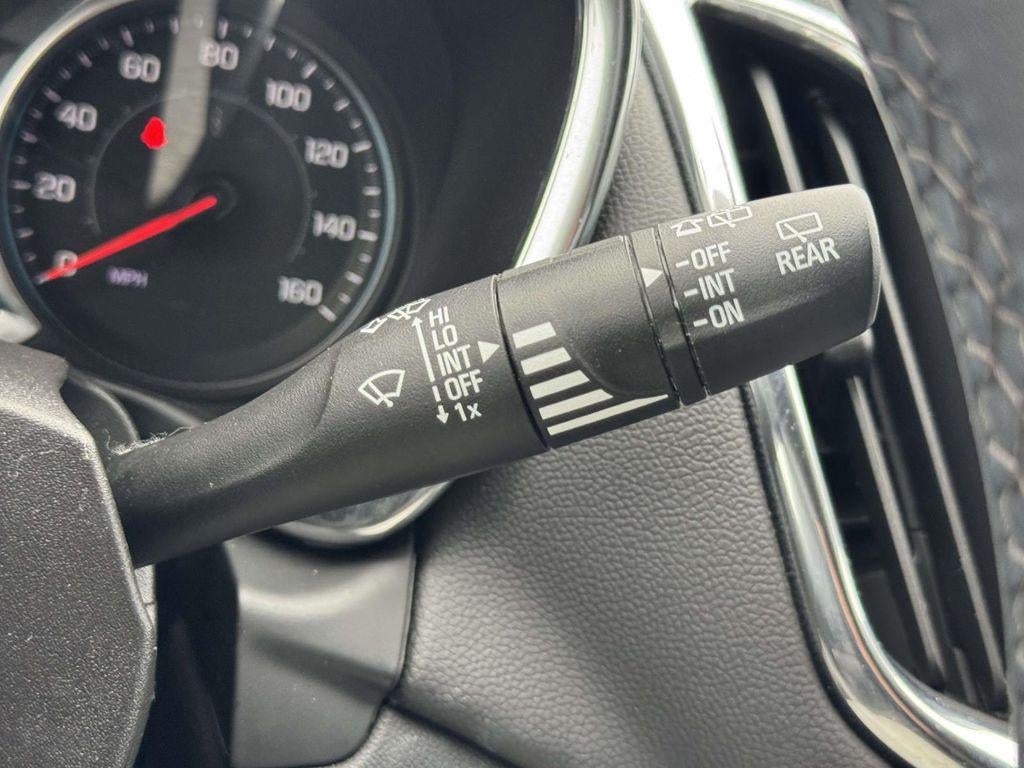 60
80
40
100
120
20
140
0
MPH
160
HI
LO
INT
OFF
1x
-OFF
-INT
-ON
REAR